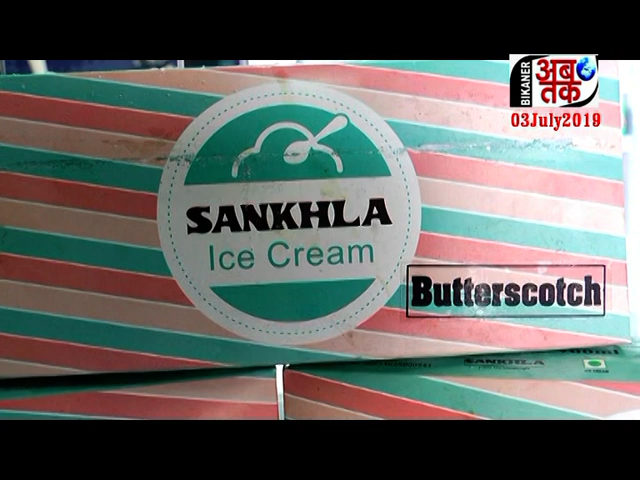 BIKANER
अब
तक
03July2019
SANKHLA
Ice Cream
Butterscotch
SANKHLA